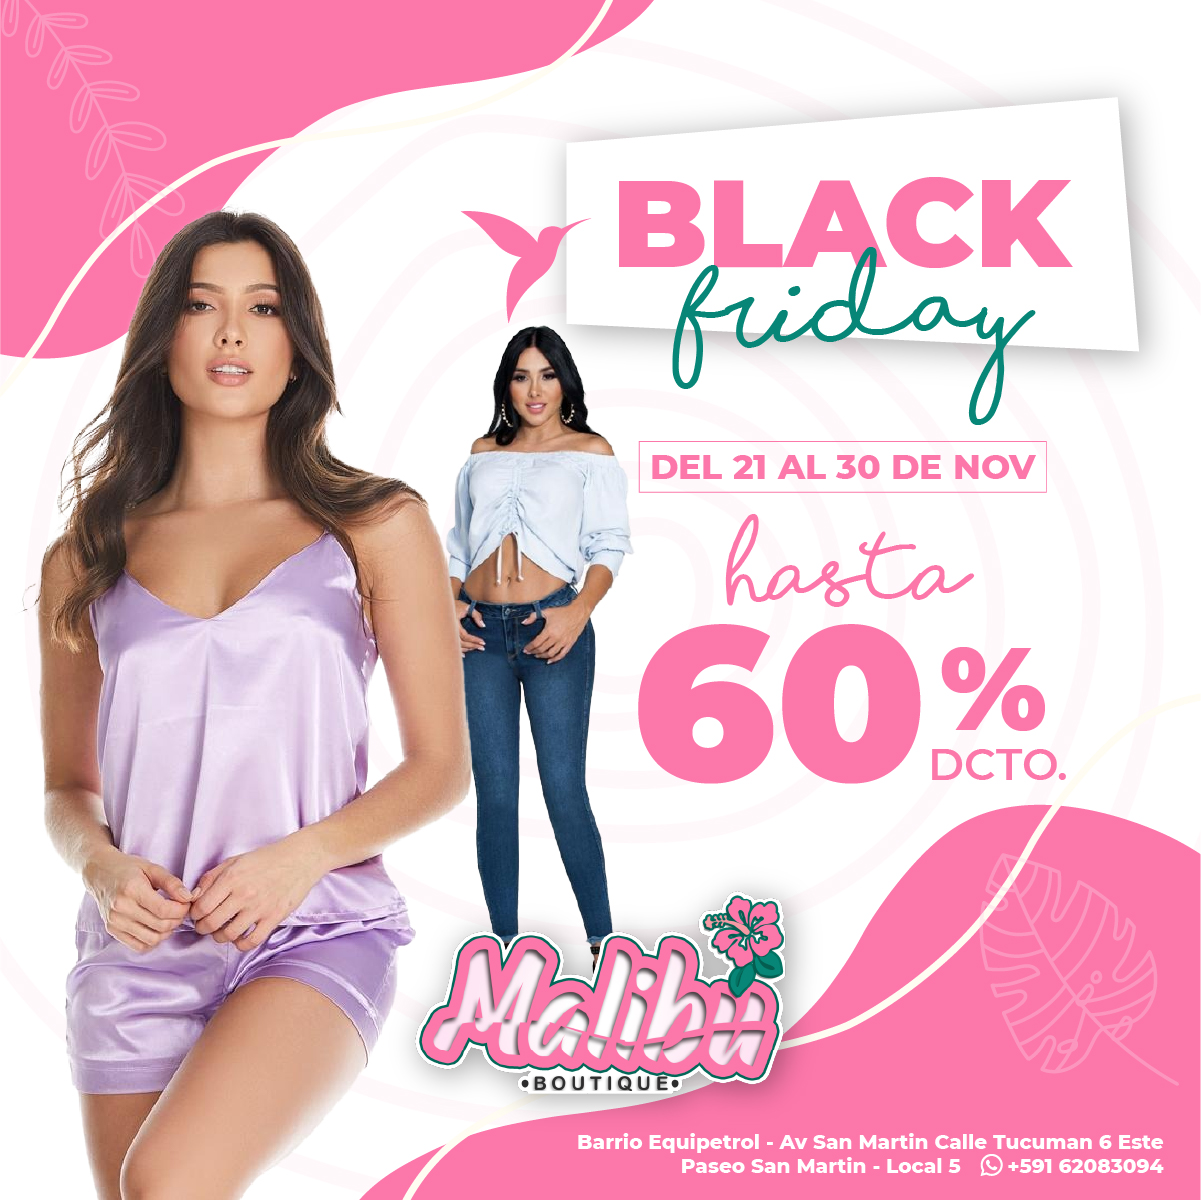 BLACK
friday
DEL 21 AL 30 DE NOV
hasta
60%
DCTO.
Malibu
•BOUTIQUE•
Barrio Equipetrol - Av San Martin Calle Tucuman 6 Este
Paseo San Martin - Local 5 +591 62083094